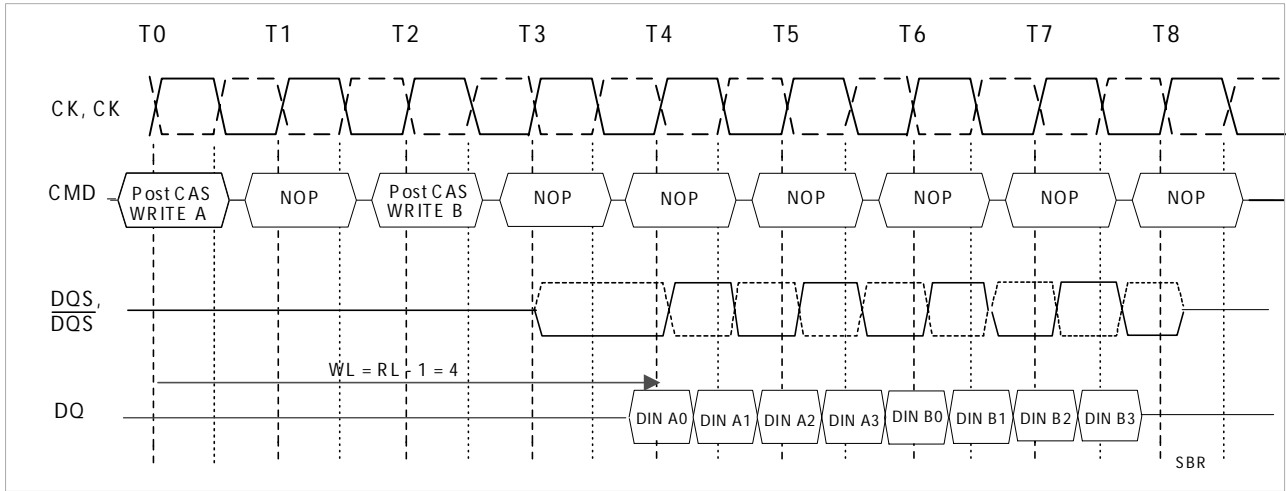 T0 T1 T2 T3 T4 T5 T6 T7 T8
CK, CK
CMD
Post CAS
WRITE A
NOP
Post CAS
WRITE B
NOP
NOP
NOP
NOP
NOP
NOP
DQS,
DQS
WL = RL - 1 = 4
DQ
DIN A0 DIN A1 DIN A2 DIN A3 DIN B0 DIN B1 DIN B2 DIN B3
SBR